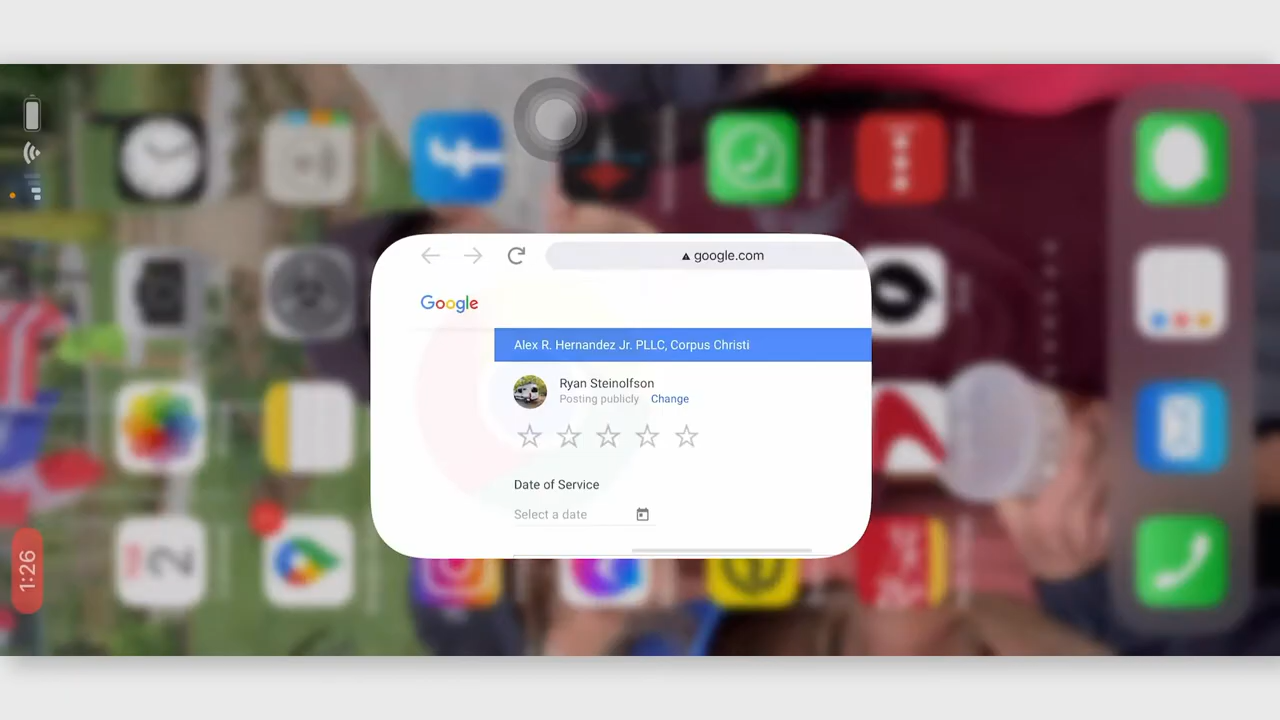 google.com
Google
Alex R. Hernandez Jr. PLLC, Corpus Christi
Ryan Steinolfson
Posting publicly Change
Date of Service
Select a date
1:26
2